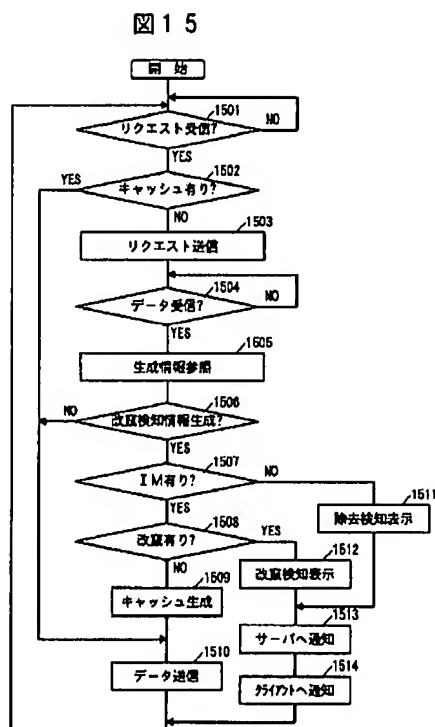 図15
開始
1501
リクエスト受信?
NO
YES
1502
YES
キャッシュ有り?
NO
1503
リクエスト送信
1504
データ受信?
NO
YES
1505
生成情報参照
1506
NO
改竄検知情報生成?
YES
1507
IM有り?
NO
YES
1511
除去検知表示
1508
改竄有り?
YES
NO
1512
改竄検知表示
1509
キャッシュ生成
1513
サーバへ通知
1510
データ送信
1514
クライアントへ通知